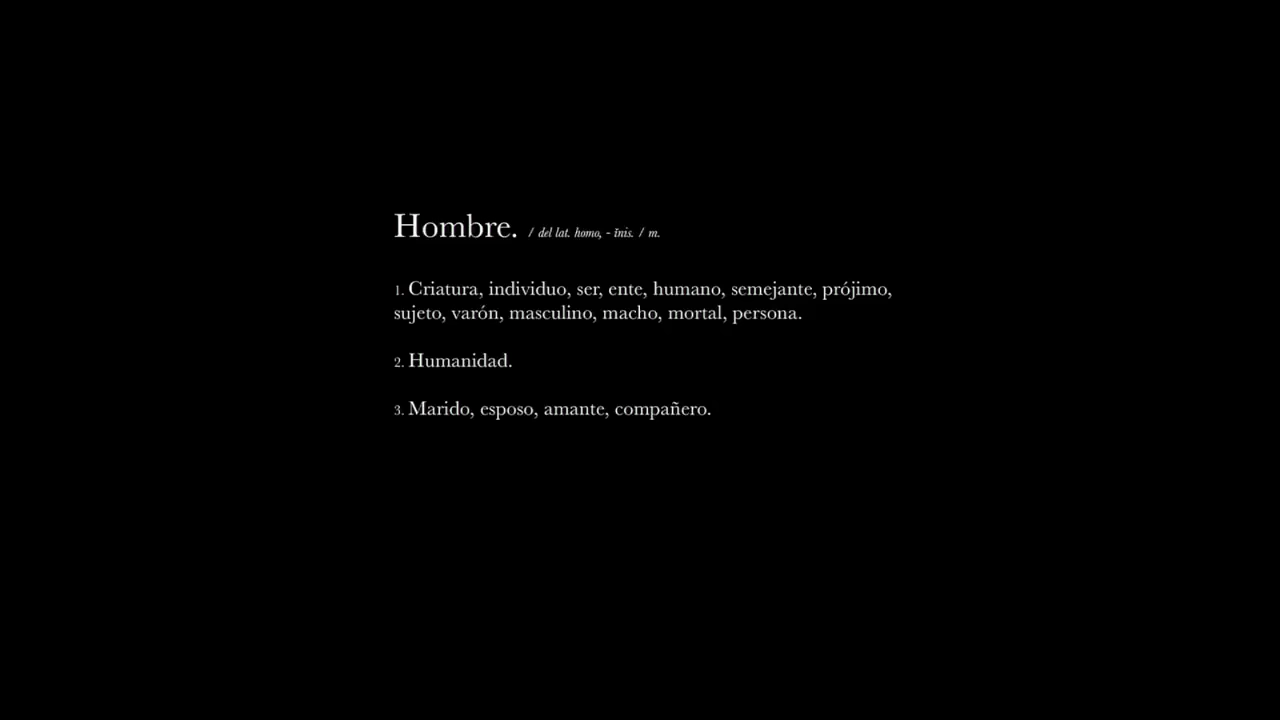 Hombre. / del lat. homo, - ĭnis. / m.
1. Criatura, individuo, ser, ente, humano, semejante, prójimo,
sujeto, varón, masculino, macho, mortal, persona.
2. Humanidad.
3. Marido, esposo, amante, compañero.